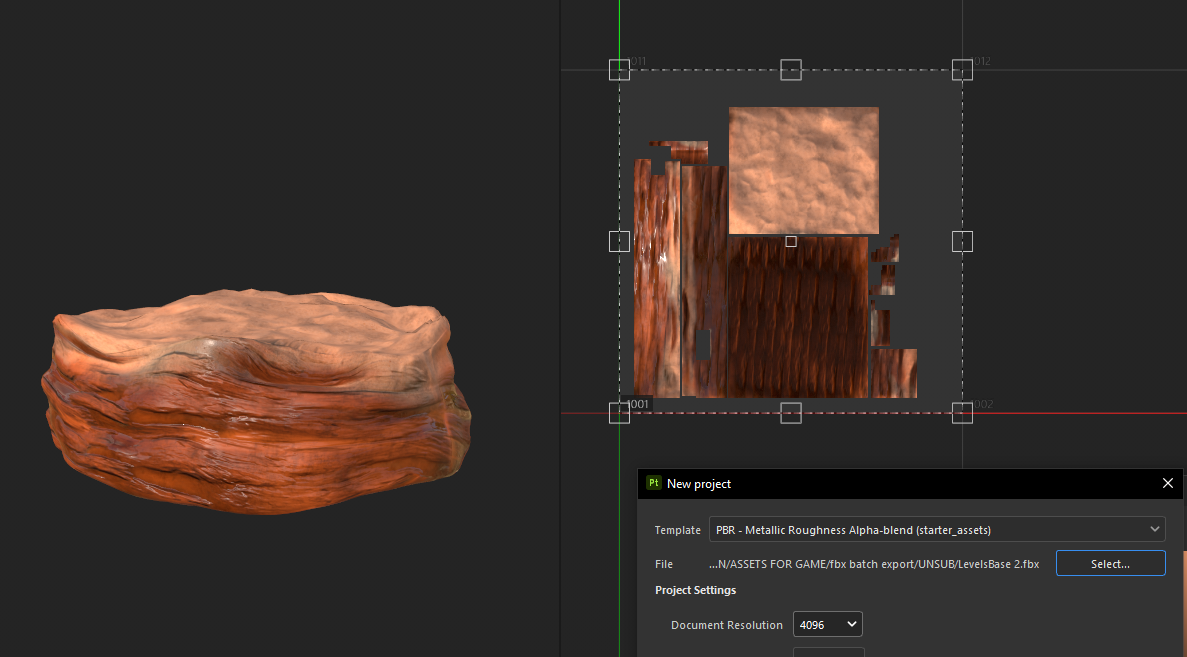 1011
1012
1001
1002
Pt New project
Template PBR - Metallic Roughness Alpha-blend (starter_assets)
File ...N/ASSETS FOR GAME/fbx batch export/UNSUB/LevelsBase 2.fbx Select...
Project Settings
Document Resolution 4096